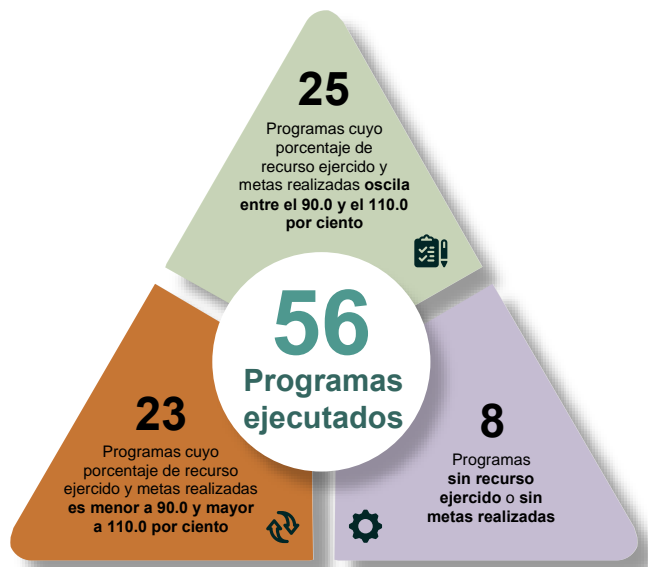 25
Programas cuyo
porcentaje de
recurso ejercido y
metas realizadas oscila
entre el 90.0 y el 110.0
por ciento
56
Programas
ejecutados
23
Programas cuyo
porcentaje de recurso
ejercido y metas realizadas
es menor a 90.0 y mayor
a 110.0 por ciento
8
Programas
sin recurso
ejercido o sin
metas realizadas